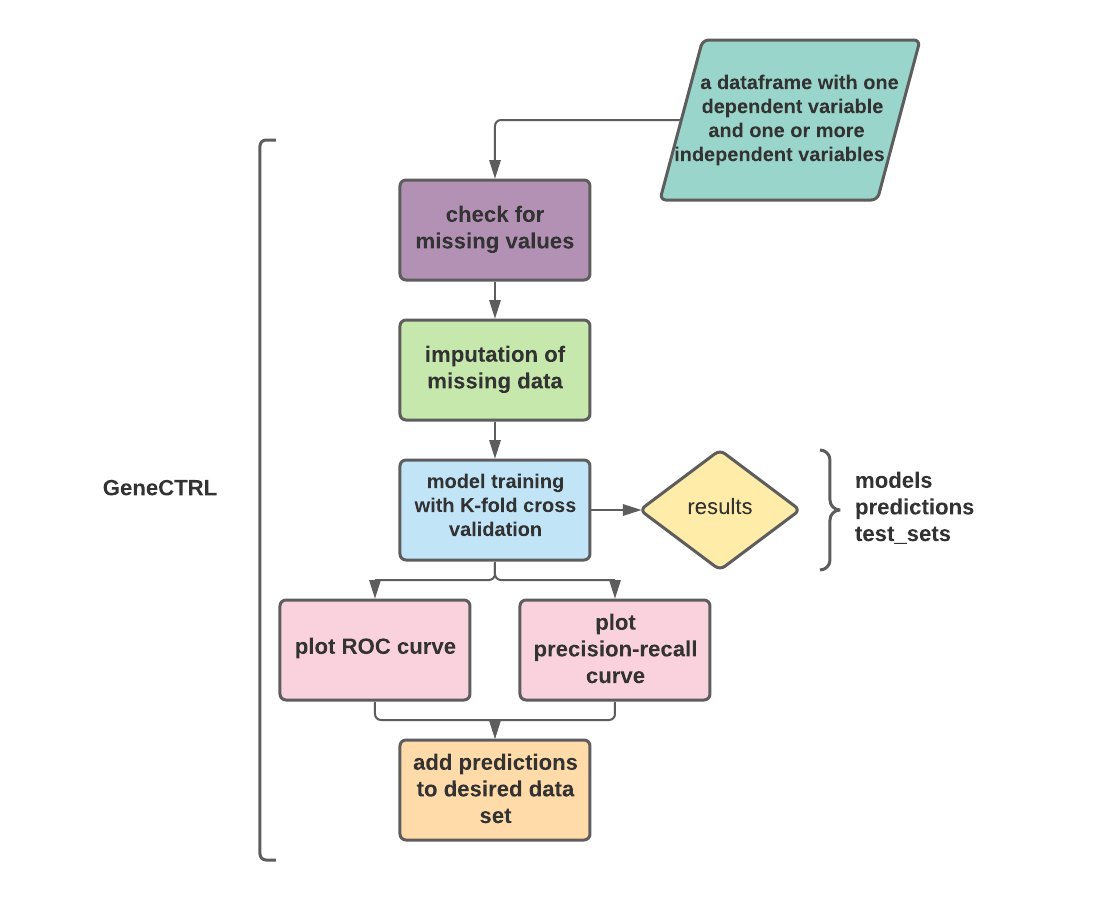 a dataframe with one
dependent variable
and one or more
independent variables
check for
missing values
imputation of
missing data
GeneCTRL
model training
with K-fold cross
validation
results
models
predictions
test_sets
plot ROC curve
plot
precision-recall
curve
add predictions
to desired data
set